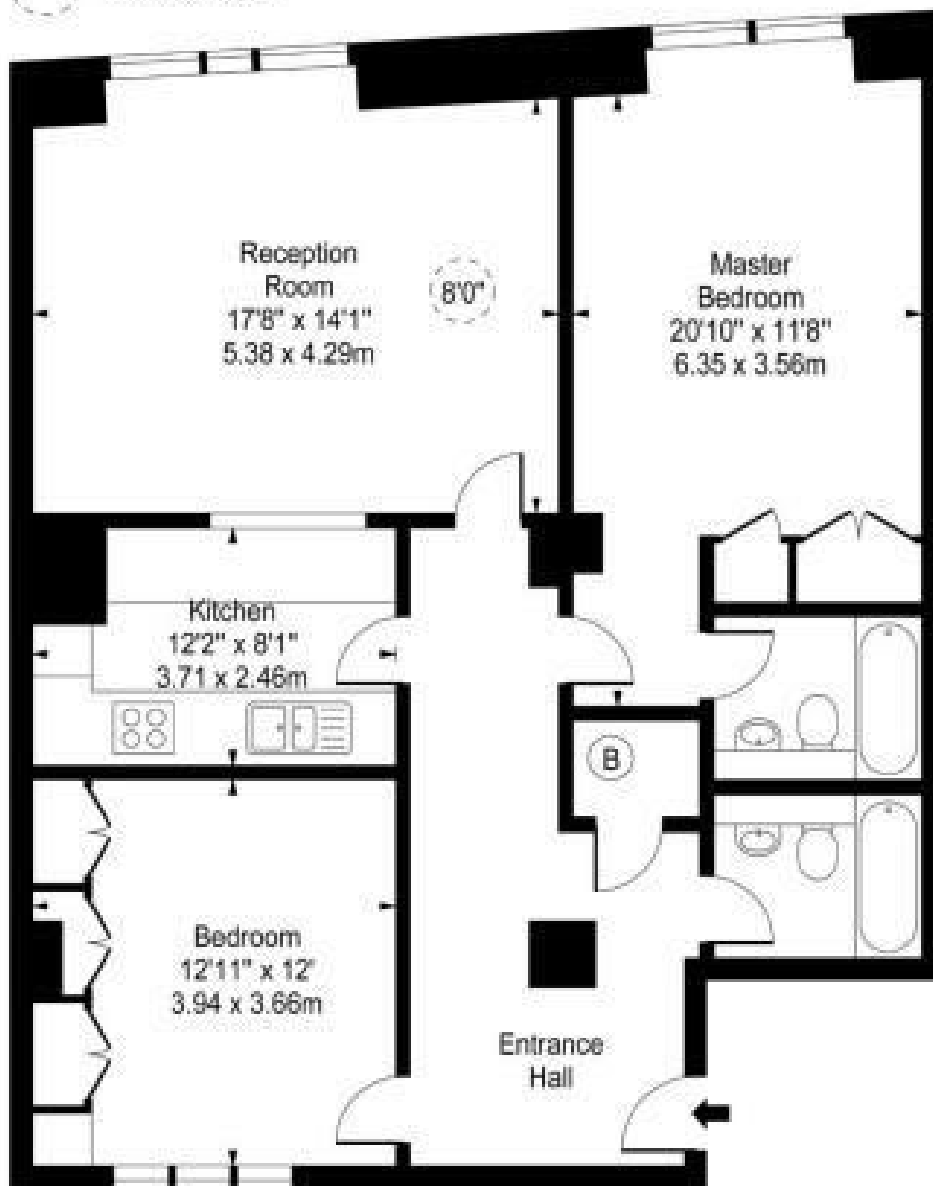 Reception
Room
17'8" x 14'1"
5.38 x 4.29m
8'0"
Master
Bedroom
20'10" x 11'8"
6.35 x 3.56m
Kitchen
12'2" x 8'1"
3.71 x 2.46m
B
Bedroom
12'11" x 12'
3.94 x 3.66m
Entrance
Hall